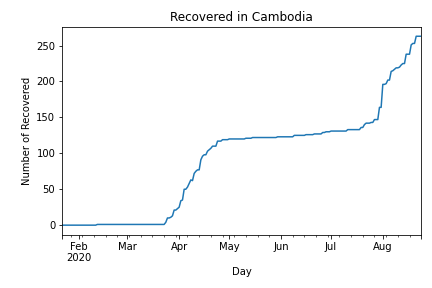 Recovered in Cambodia
Number of Recovered
250
200
150
100
50
0
Feb Mar Apr May Jun Jul Aug
2020
Day